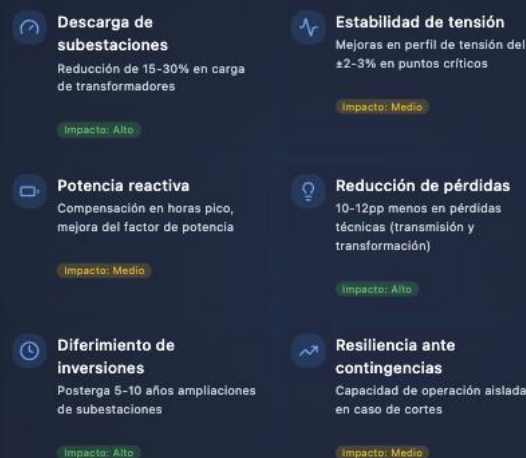 Descarga de
subestaciones
Reducción de 15-30% en carga
de transformadores
Impacto: Alto
Estabilidad de tensión
Mejoras en perfil de tensión del
±2-3% en puntos críticos
Impacto: Medio
Potencia reactiva
Compensación en horas pico,
mejora del factor de potencia
Impacto: Medio
Reducción de pérdidas
10-12pp menos en pérdidas
técnicas (transmisión y
transformación)
Impacto: Alto
Diferimiento de
inversiones
Posterga 5-10 años ampliaciones
de subestaciones
Impacto: Alto
Resiliencia ante
contingencias
Capacidad de operación aislada
en caso de cortes
Impacto: Medio